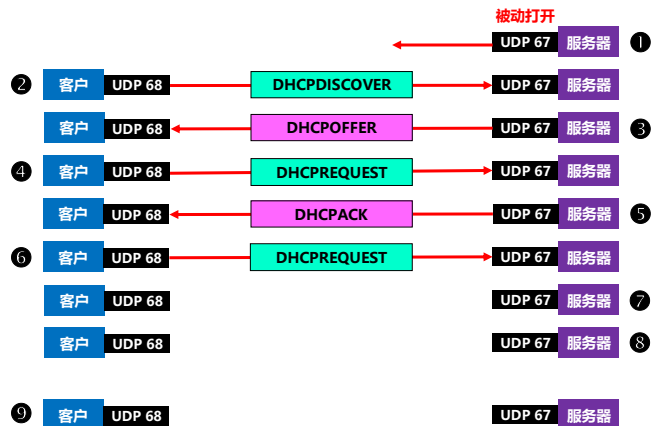 被动打开
UDP 67 服务器 ❶
❷ 客户 UDP 68 DHCPDISCOVER UDP 67 服务器
客户 UDP 68 DHCPOFFER UDP 67 服务器 ❸
❹ 客户 UDP 68 DHCPREQUEST UDP 67 服务器
客户 UDP 68 DHCPACK UDP 67 服务器 ❺
❻ 客户 UDP 68 DHCPREQUEST UDP 67 服务器
客户 UDP 68 UDP 67 服务器 ❼
客户 UDP 68 UDP 67 服务器 ❽
❾ 客户 UDP 68 UDP 67 服务器